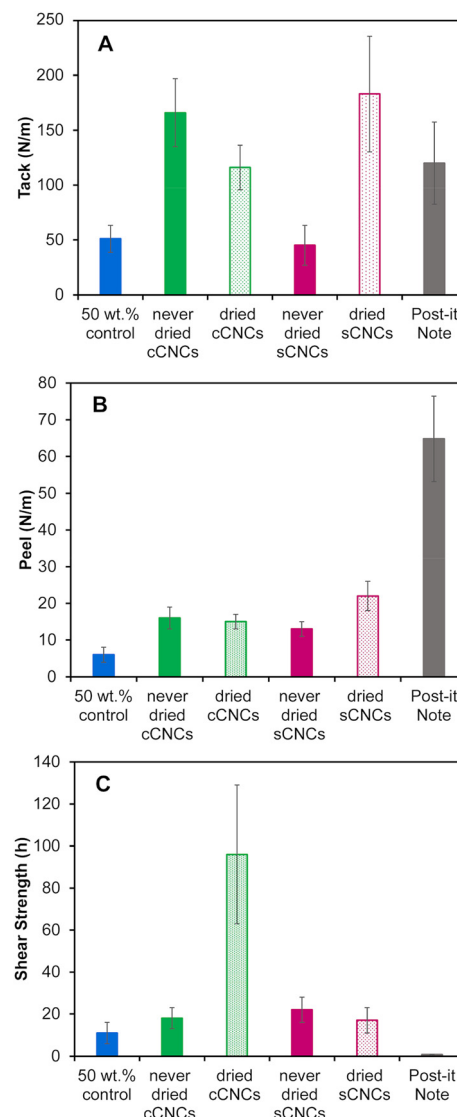 A
250
200
150
100
50
0
Tack (N/m)
50 wt.% never dried never dried Post-it
control dried cCNCs dried sCNCs Note
cCNCs sCNCs
B
80
70
60
50
40
30
20
10
0
Peel (N/m)
50 wt.% never dried never dried Post-it
control dried cCNCs dried sCNCs Note
cCNCs sCNCs
C
140
120
100
80
60
40
20
0
Shear Strength (h)
50 wt.% never dried never dried Post-it
control dried cCNCs dried sCNCs Note
cCNCs sCNCs